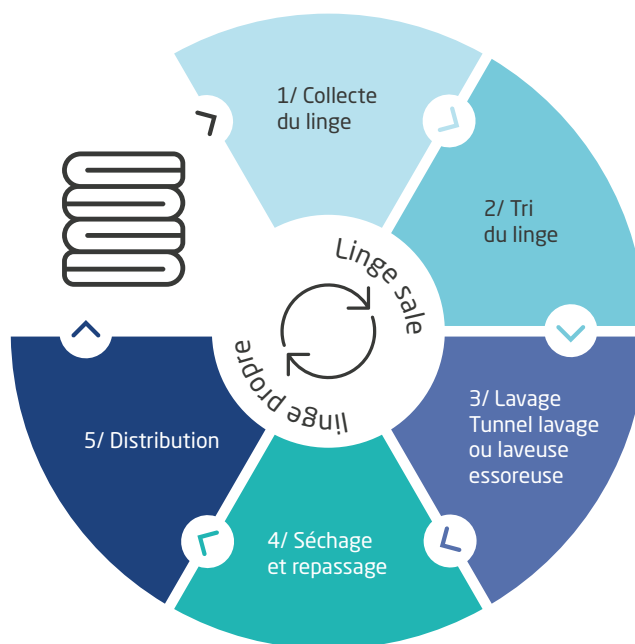 1/ Collecte
du linge
2/ Tri
du linge
3/ Lavage
Tunnel lavage
ou laveuse
essoreuse
4/ Séchage
et repassage
5/ Distribution
Linge sale
linge propre